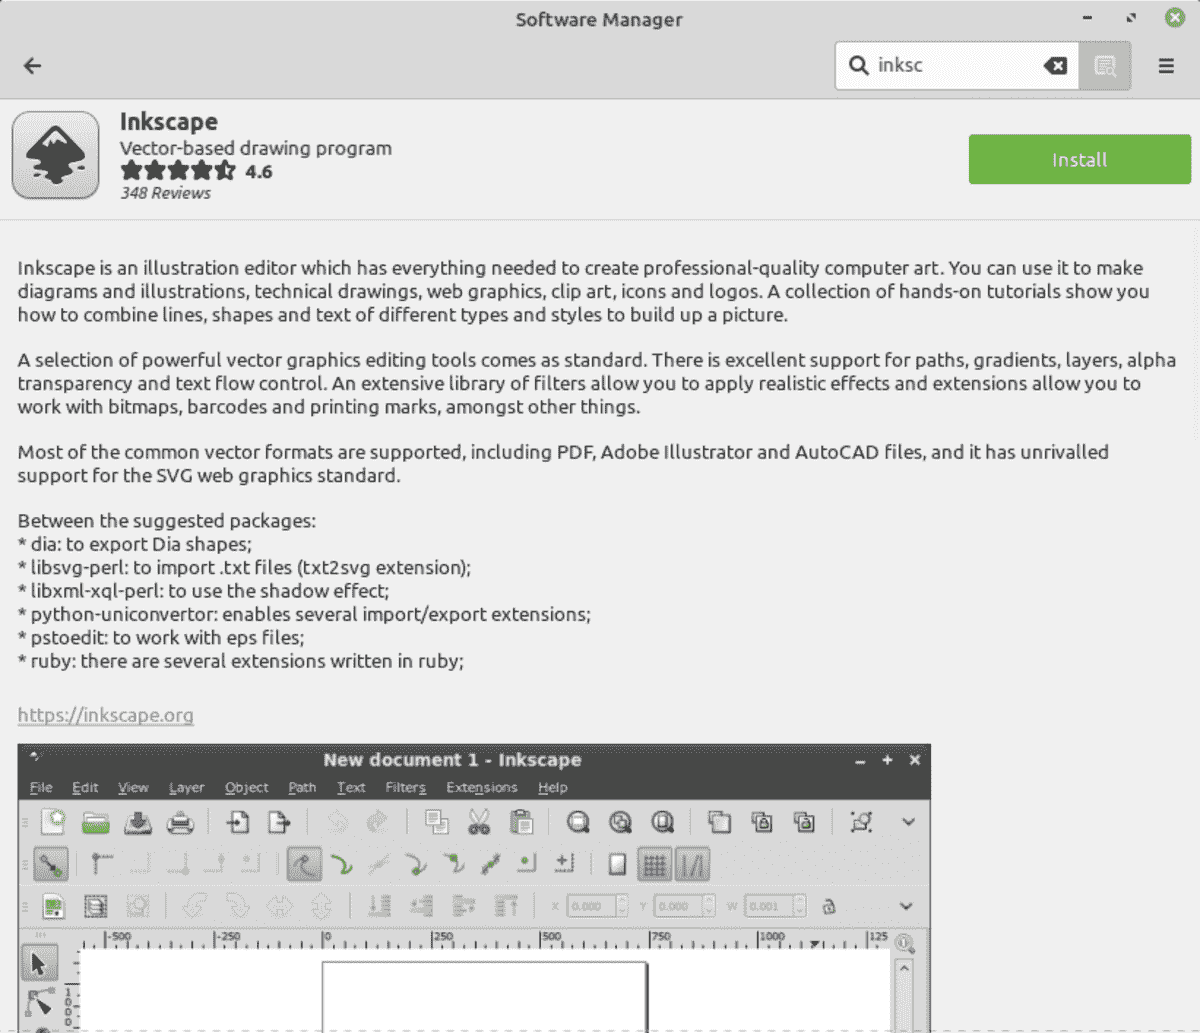 Software Manager
inksc
Inkscape
Vector-based drawing program
4.6
348 Reviews
Install
Inkscape is an illustration editor which has everything needed to create professional-quality computer art. You can use it to make
diagrams and illustrations, technical drawings, web graphics, clip art, icons and logos. A collection of hands-on tutorials show you
how to combine lines, shapes and text of different types and styles to build up a picture.
A selection of powerful vector graphics editing tools comes as standard. There is excellent support for paths, gradients, layers, alpha
transparency and text flow control. An extensive library of filters allow you to apply realistic effects and extensions allow you to
work with bitmaps, barcodes and printing marks, amongst other things.
Most of the common vector formats are supported, including PDF, Adobe Illustrator and AutoCAD files, and it has unrivalled
support for the SVG web graphics standard.
Between the suggested packages:
* dia: to export Dia shapes;
* libsvg-perl: to import .txt files (txt2svg extension);
* libxml-xql-perl: to use the shadow effect;
* python-uniconvertor: enables several import/export extensions;
* pstoedit: to work with eps files;
* ruby: there are several extensions written in ruby;
https://inkscape.org
New document 1 - Inkscape
File Edit View Layer Object Path Text Filters Extensions Help
X 0.000 Y 0.000 W 0.001
-500 -250 0 250 500 750 1000 125
1000